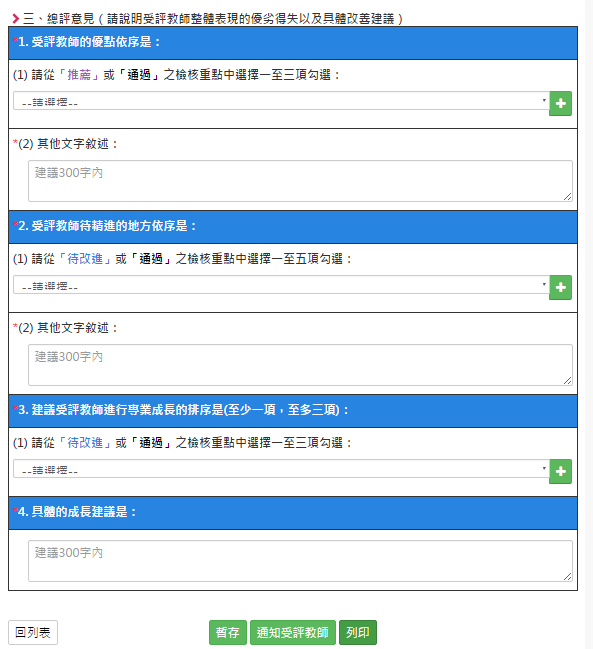 三、總評意見（請說明受評教師整體表現的優劣得失以及具體改善建議）
*1. 受評教師的優點依序是：
(1) 請從「推薦」或「通過」之檢核重點中選擇一至三項勾選：
--請選擇--
*(2) 其他文字敘述：
建議300字內
*2. 受評教師待精進的地方依序是：
(1) 請從「待改進」或「通過」之檢核重點中選擇一至五項勾選：
--請選擇--
*(2) 其他文字敘述：
建議300字內
*3. 建議受評教師進行專業成長的排序是(至少一項，至多三項)：
(1) 請從「待改進」或「通過」之檢核重點中選擇一至三項勾選：
--請選擇--
*4. 具體的成長建議是：
建議300字內
回列表 暫存 通知受評教師 列印